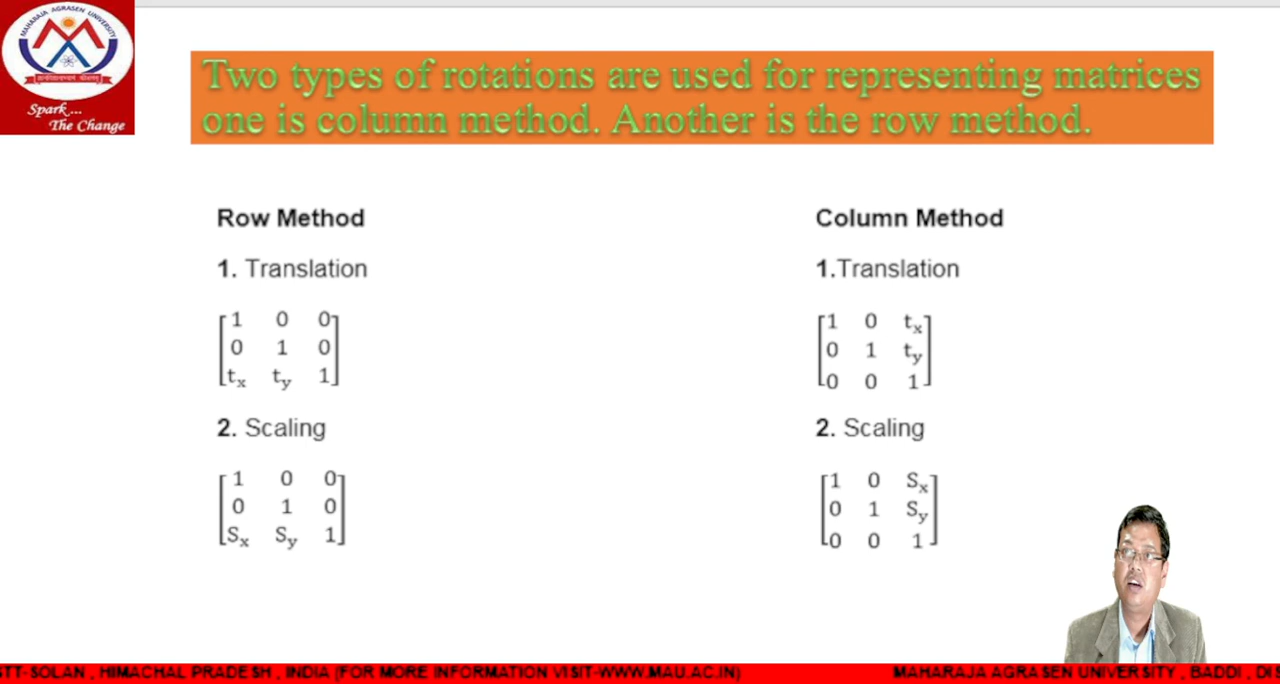 MAHARAJA AGRASEN UNIVERSITY
Spark....
The Change
Two types of rotations are used for representing matrices
one is column method. Another is the row method.
Row Method
1. Translation
1 0 0
0 1 0
tx ty 1
2. Scaling
1 0 0
0 1 0
Sx Sy 1
Column Method
1.Translation
1 0 tx
0 1 ty
0 0 1
2. Scaling
1 0 Sx
0 1 Sy
0 0 1
STT- SOLAN , HIMACHAL PRADESH , INDIA (FOR MORE INFORMATION VISIT-WWW.MAU.AC.IN) MAHARAJA AGRASEN UNIVERSITY , BADDI , DIS